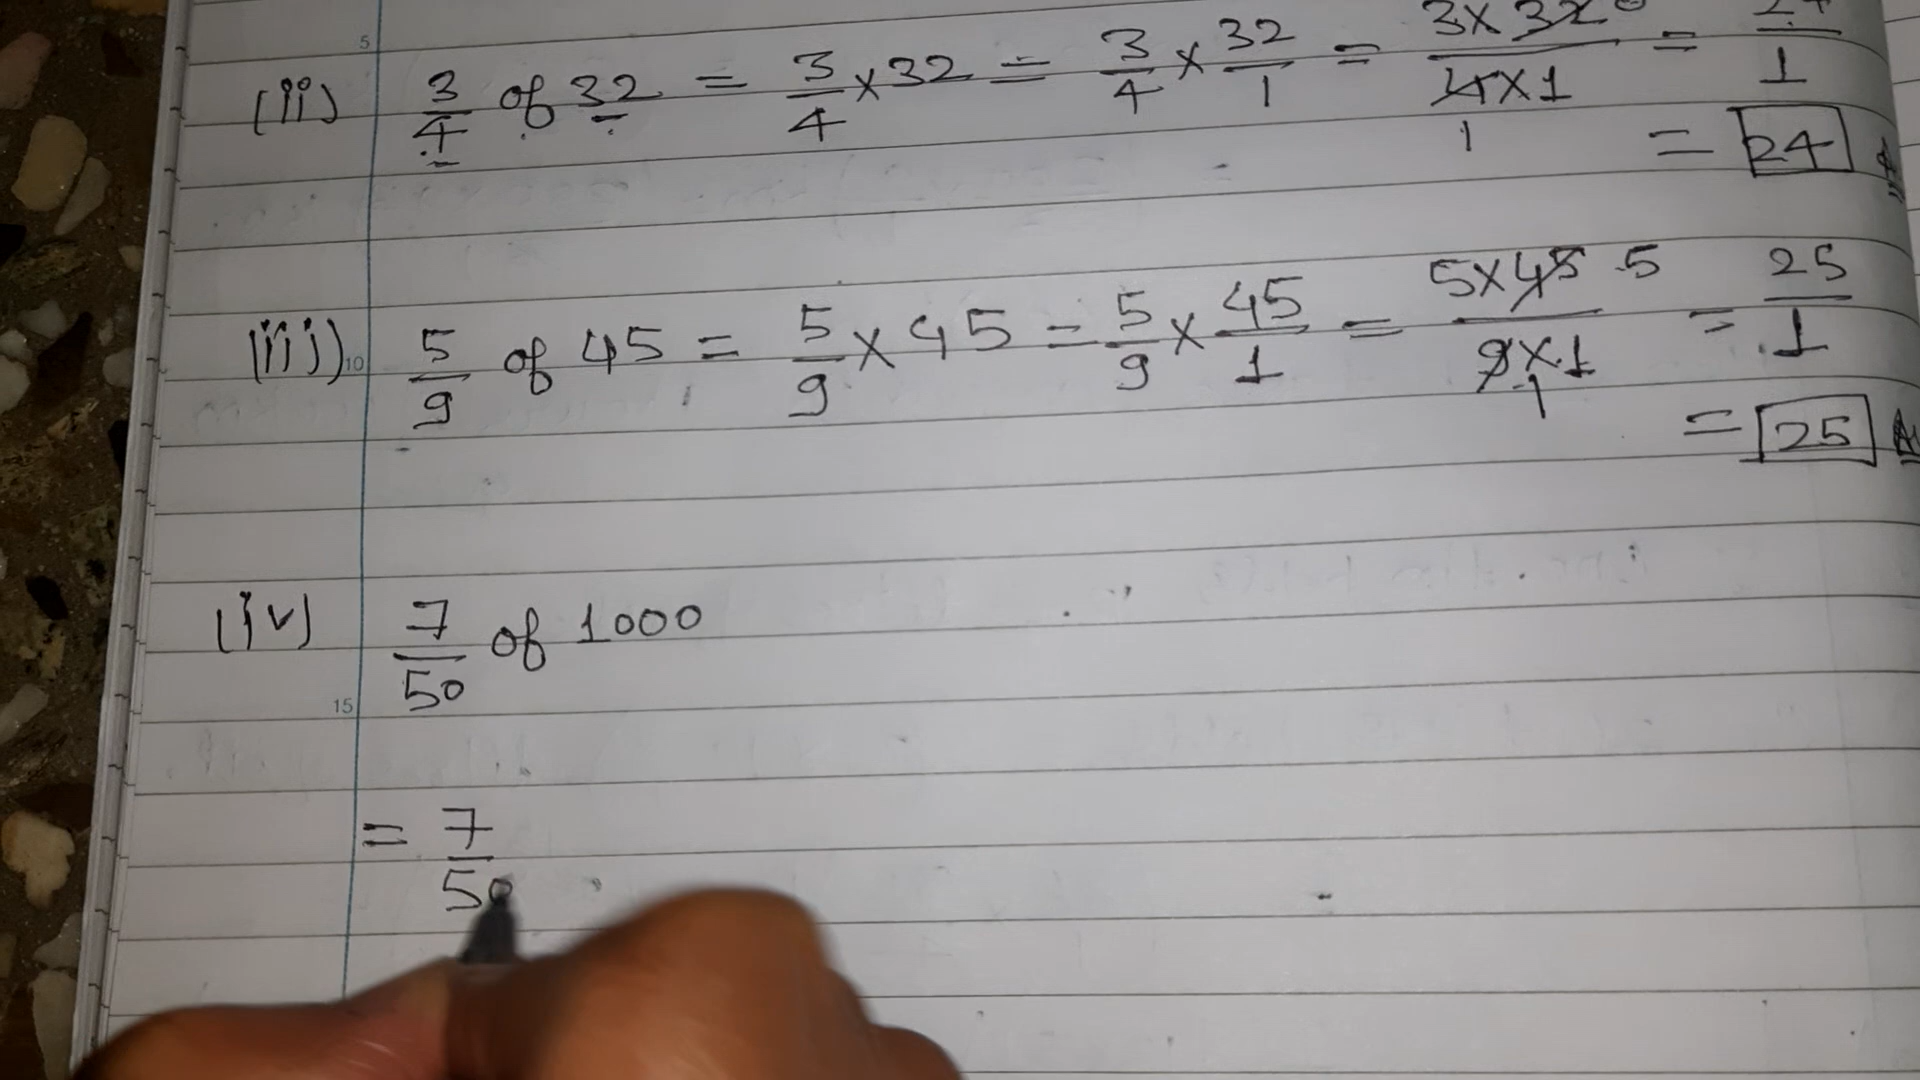 5
(ii) 3/4 of 32 = 3/4 × 32 = 3/4 × 32/1 = 3×32/4×1 = 24/1
1
= 24
(iii) 10 5/9 of 45 = 5/9 × 45 = 5/9 × 45/1 = 5×45 5/9×1 1 = 25/1
= 25
(iv) 7/50 of 1000
15
= 7/50